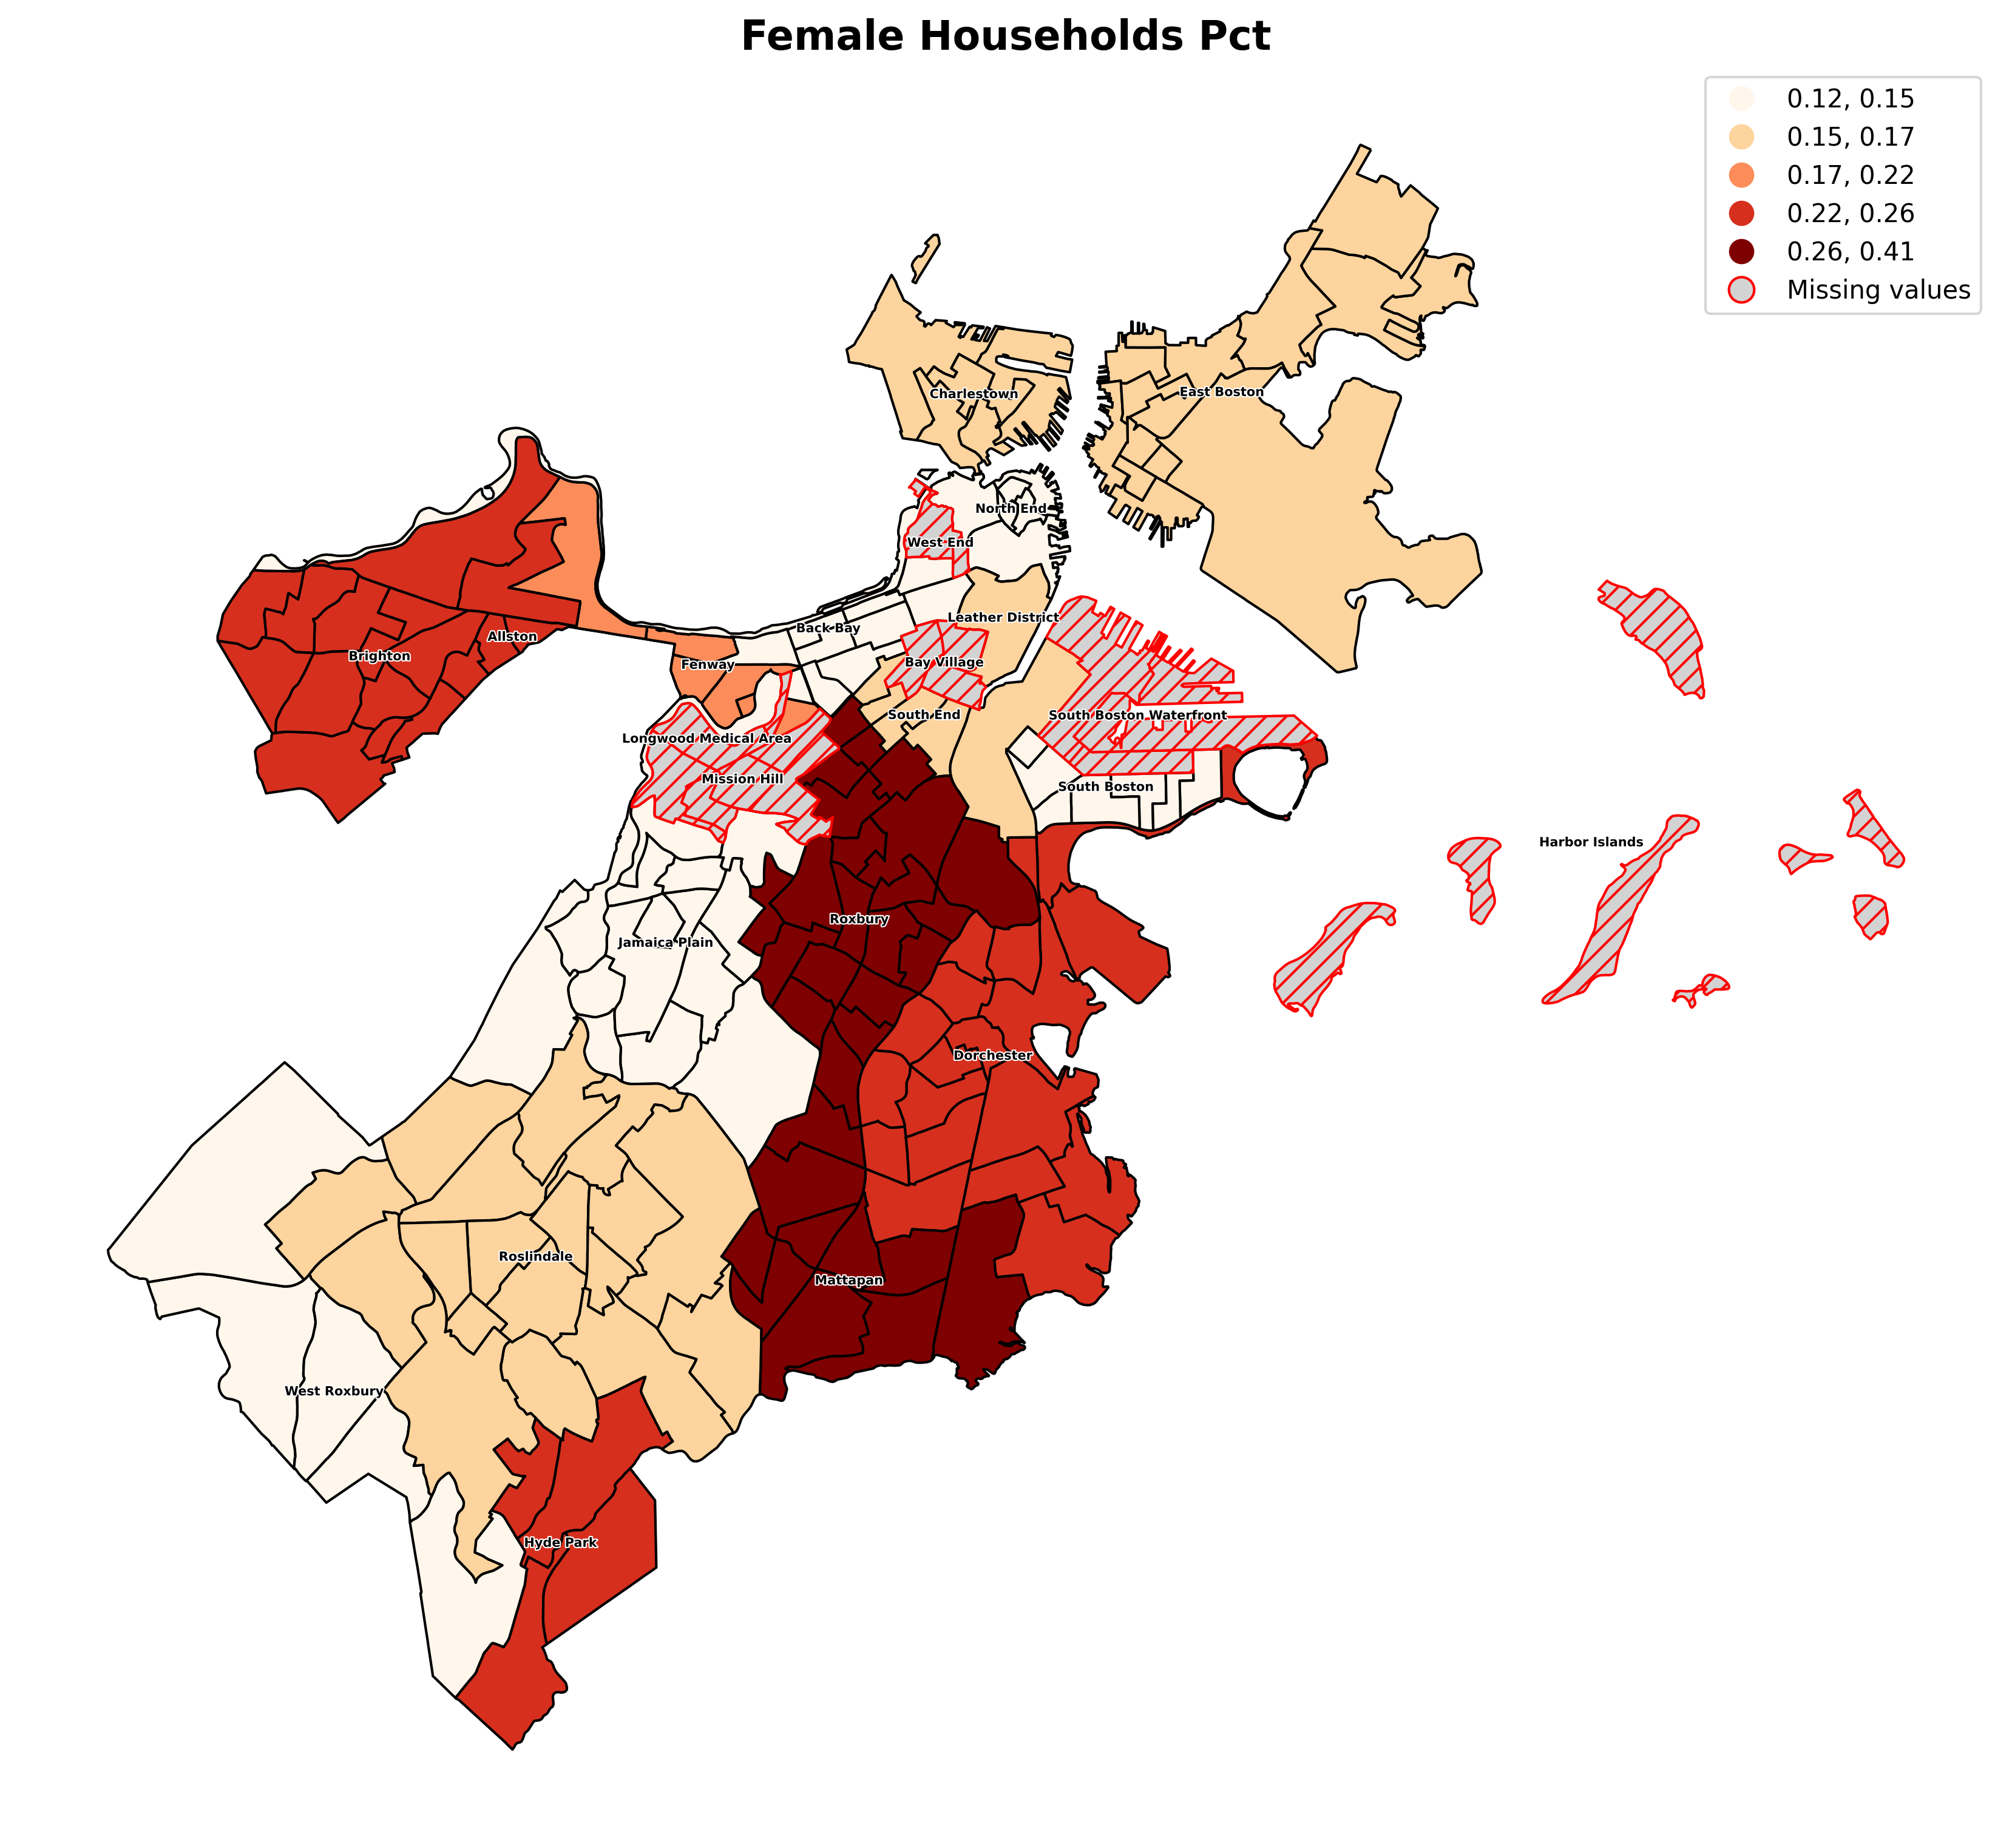 Female Households Pct
0.12, 0.15
0.15, 0.17
0.17, 0.22
0.22, 0.26
0.26, 0.41
Missing values
Charlestown
East Boston
North End
West End
Leather District
Back Bay
Allston
Brighton
Fenway
Bay Village
South End
South Boston Waterfront
Longwood Medical Area
Mission Hill
South Boston
Harbor Islands
Roxbury
Jamaica Plain
Dorchester
Roslindale
Mattapan
West Roxbury
Hyde Park